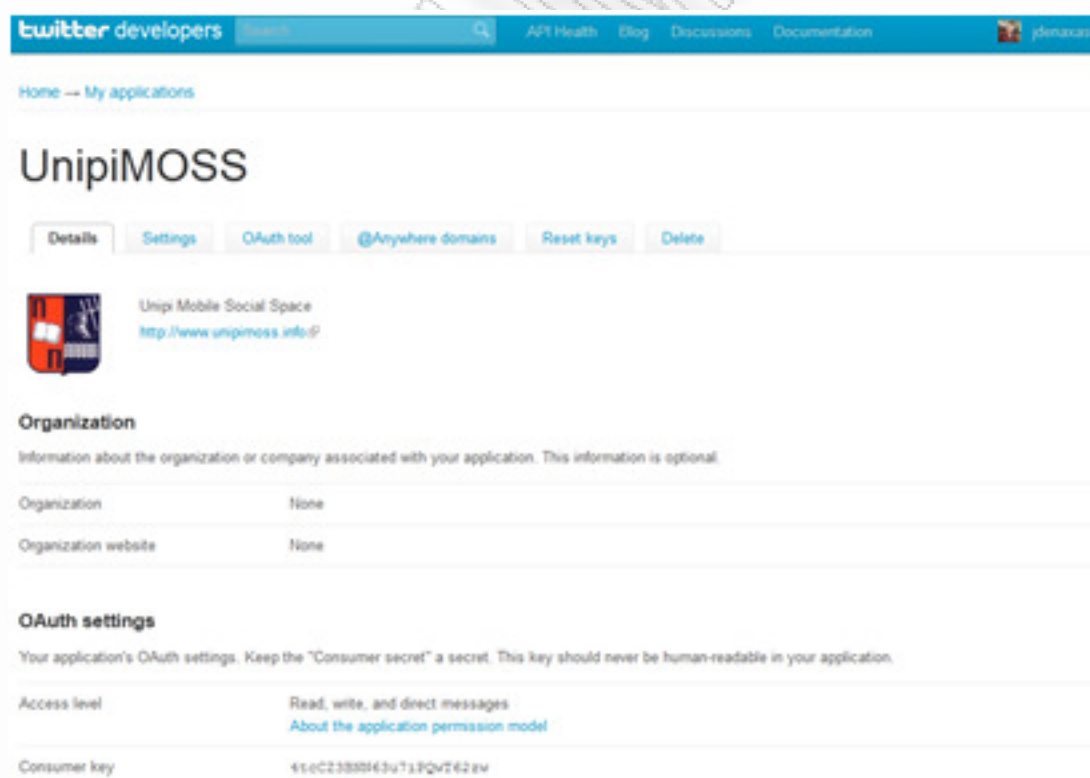 twitter developers Search API Health Blog Discussions Documentation jdenaxas
Home → My applications
UnipiMOSS
Details Settings OAuth tool @Anywhere domains Reset keys Delete
Unipi Mobile Social Space
http://www.unipimoss.info
Organization
Information about the organization or company associated with your application. This information is optional.
Organization None
Organization website None
OAuth settings
Your application's OAuth settings. Keep the "Consumer secret" a secret. This key should never be human-readable in your application.
Access level Read, write, and direct messages
About the application permission model
Consumer key